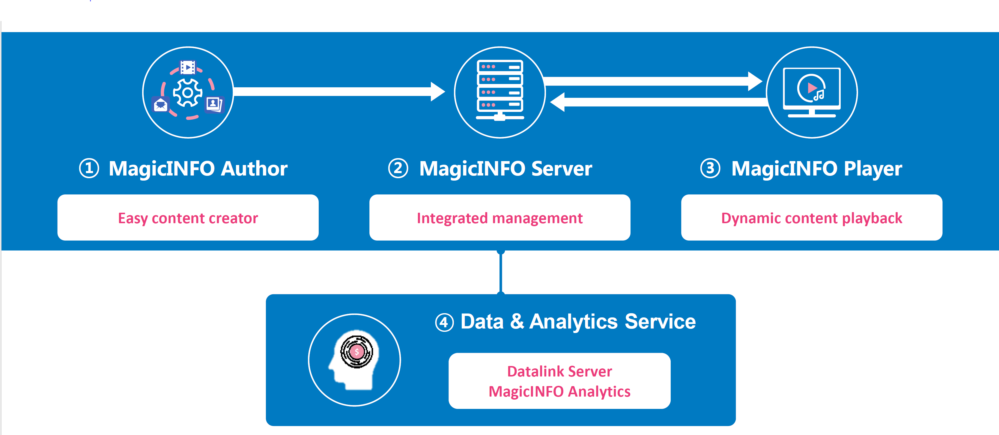 ① MagicINFO Author
② MagicINFO Server
③ MagicINFO Player
Easy content creator
Integrated management
Dynamic content playback
④ Data & Analytics Service
$
Datalink Server
MagicINFO Analytics